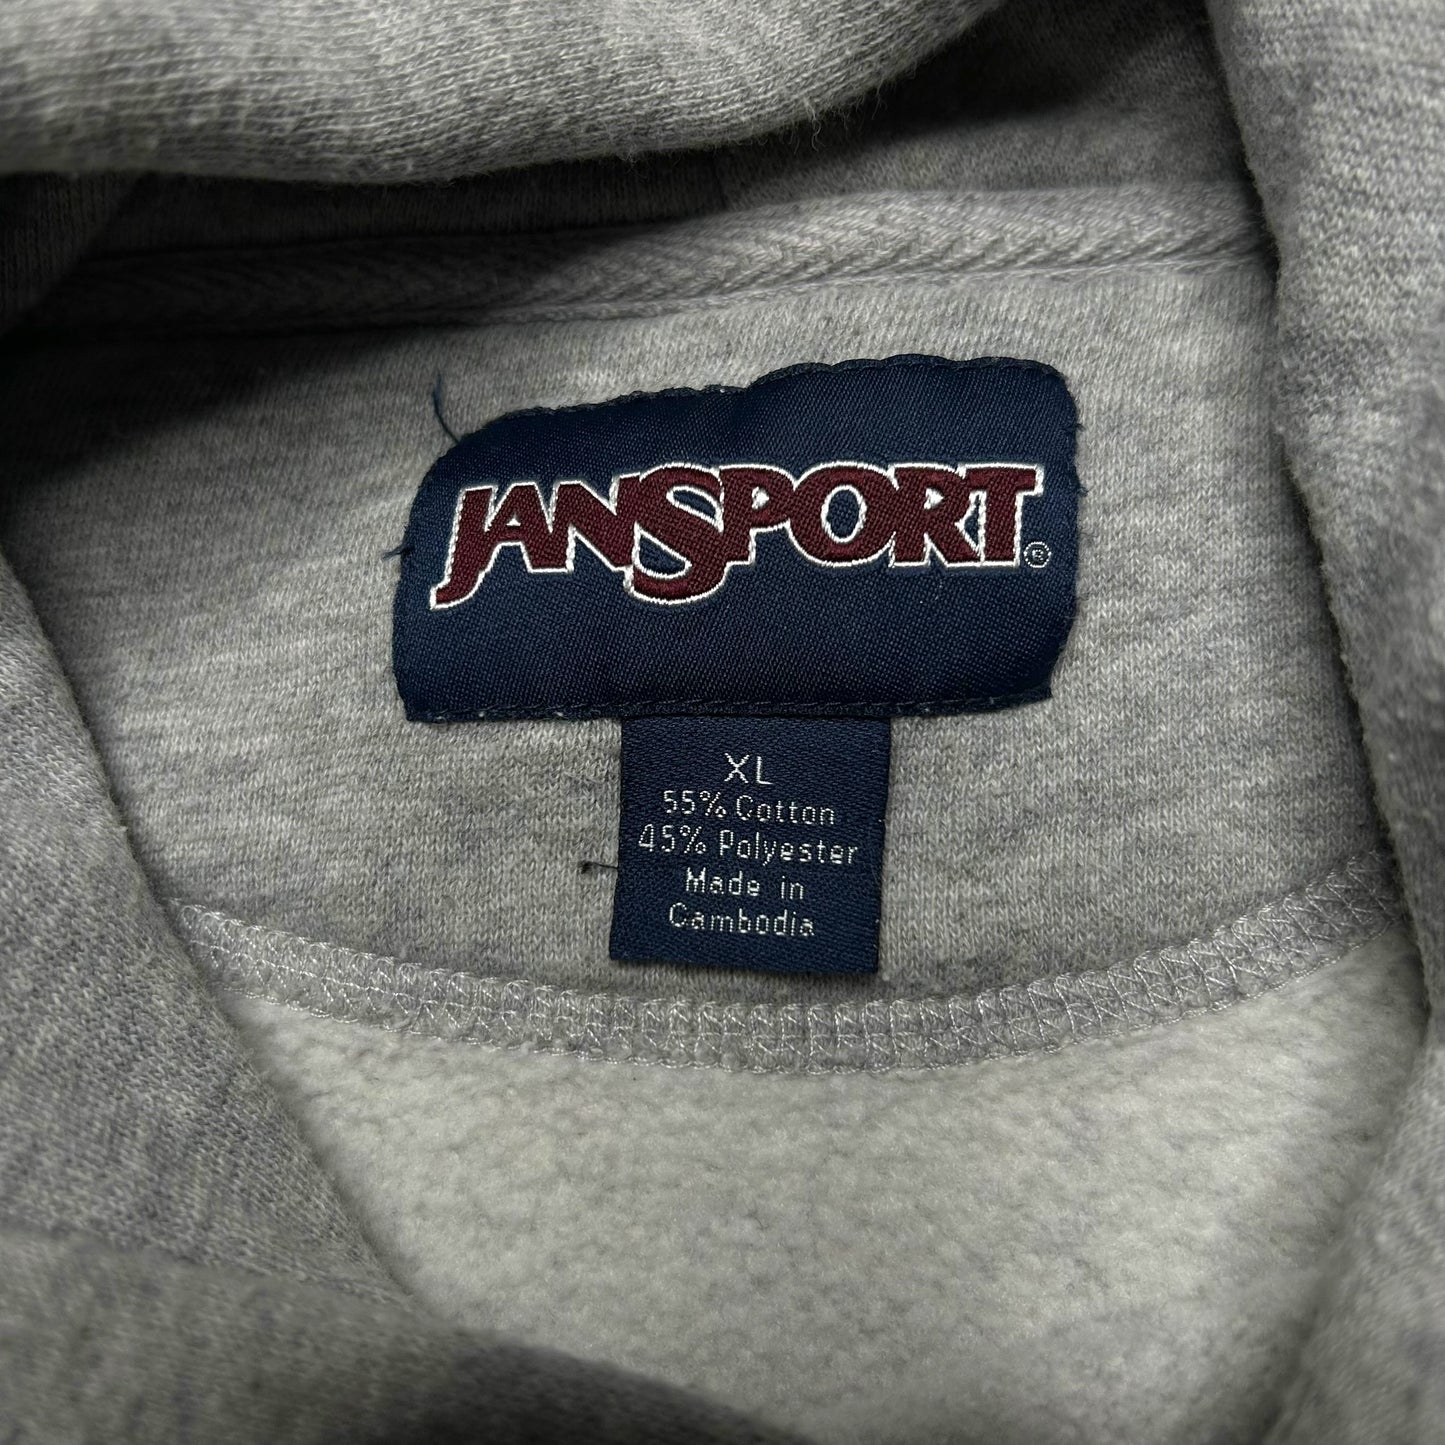 JANSPORT®
XL
55% Cotton
45% Polyester
Made in
Cambodia